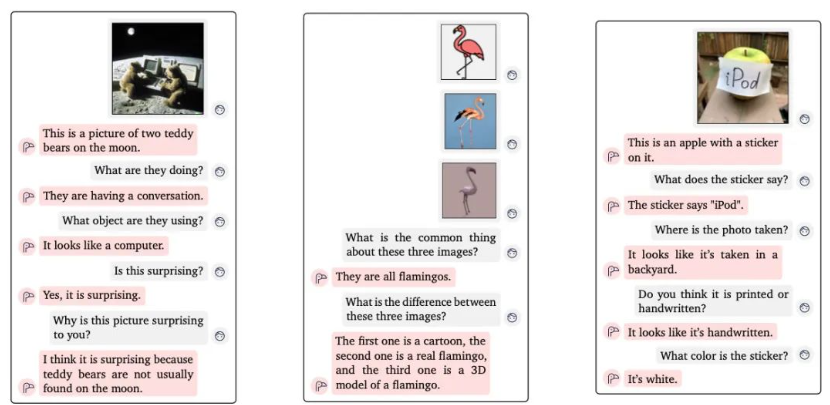 This is a picture of two teddy
bears on the moon.
What are they doing?
They are having a conversation.
What object are they using?
It looks like a computer.
Is this surprising?
Yes, it is surprising.
Why is this picture surprising
to you?
I think it is surprising because
teddy bears are not usually
found on the moon.
What is the common thing
about these three images?
They are all flamingos.
What is the difference between
these three images?
The first one is a cartoon, the
second one is a real flamingo,
and the third one is a 3D
model of a flamingo.
iPod
This is an apple with a sticker
on it.
What does the sticker say?
The sticker says "iPod".
Where is the photo taken?
It looks like it's taken in a
backyard.
Do you think it is printed or
handwritten?
It looks like it's handwritten.
What color is the sticker?
It's white.